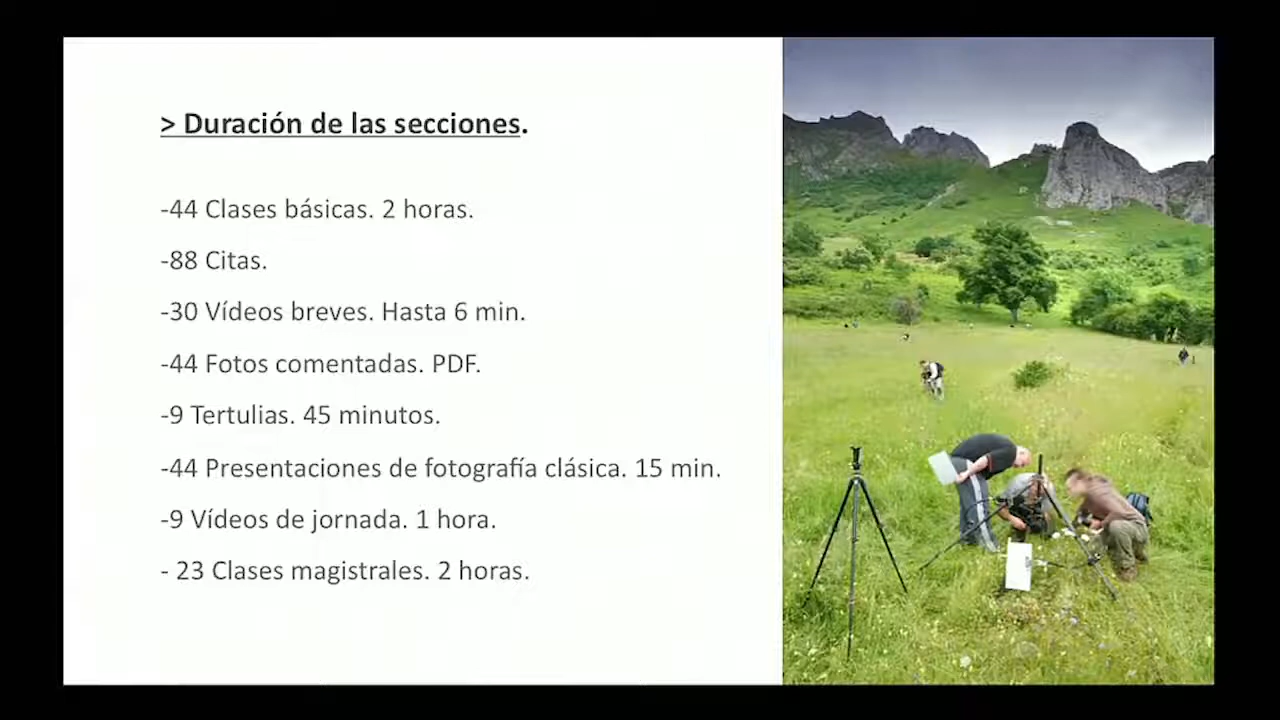 > Duración de las secciones.
-44 Clases básicas. 2 horas.
-88 Citas.
-30 Vídeos breves. Hasta 6 min.
-44 Fotos comentadas. PDF.
-9 Tertulias. 45 minutos.
-44 Presentaciones de fotografía clásica. 15 min.
-9 Vídeos de jornada. 1 hora.
- 23 Clases magistrales. 2 horas.